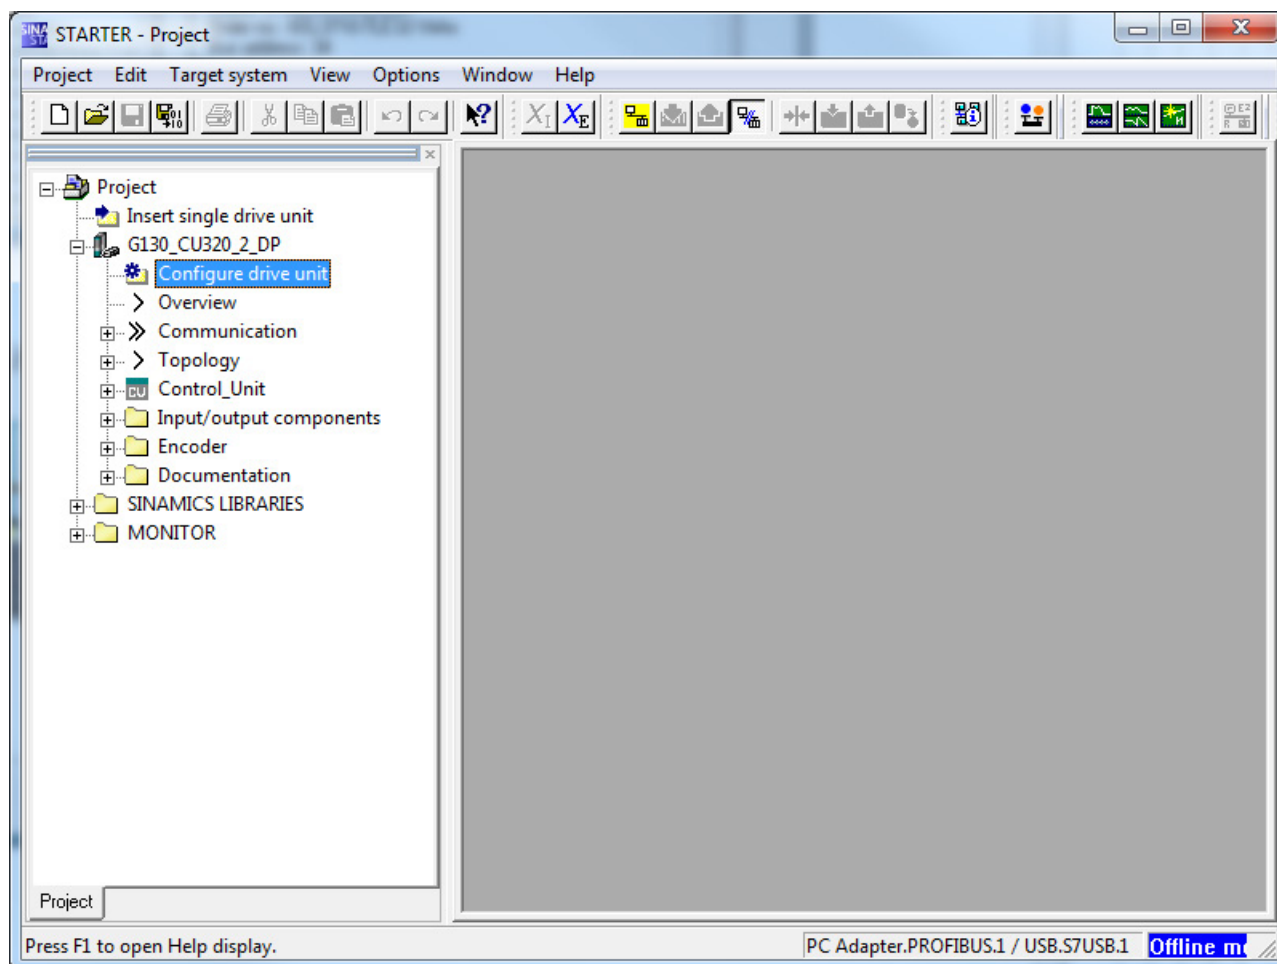 STARTER - Project
Project Edit Target system View Options Window Help
Project
Insert single drive unit
G130_CU320_2_DP
Configure drive unit
Overview
Communication
Topology
Control_Unit
Input/output components
Encoder
Documentation
SINAMICS LIBRARIES
MONITOR
Project
Press F1 to open Help display.
PC Adapter.PROFIBUS.1 / USB.S7USB.1
Offline m